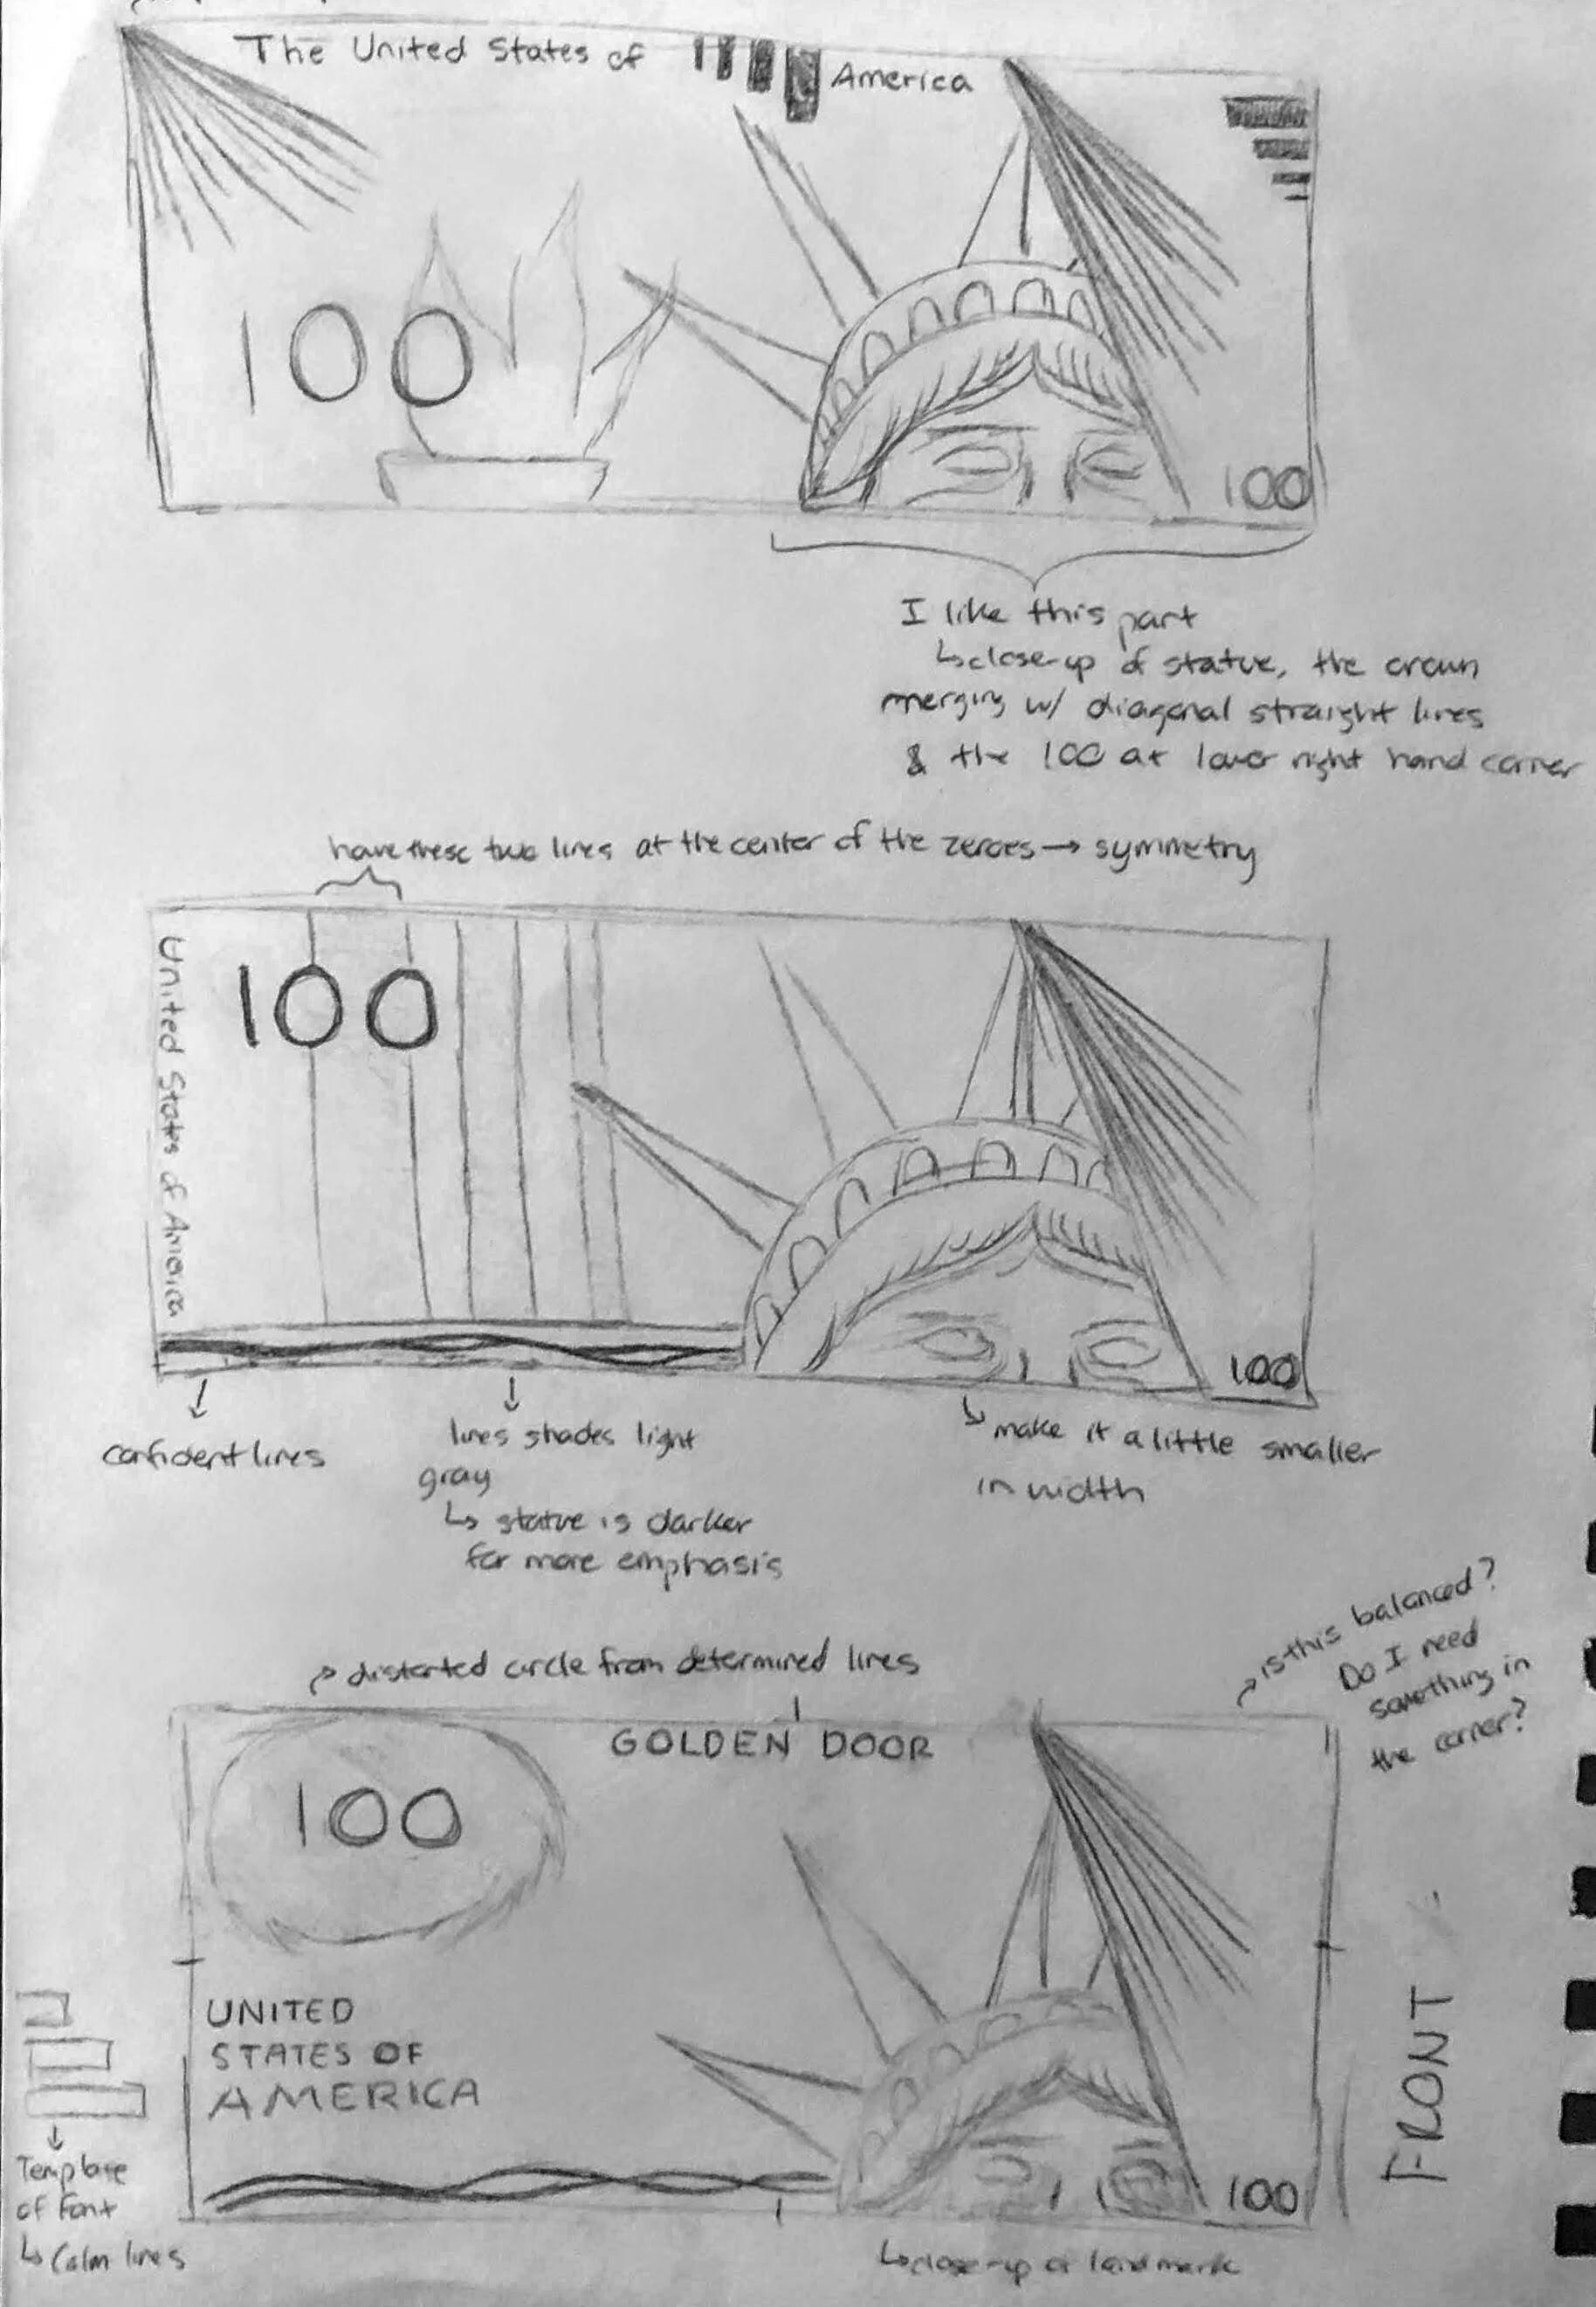 The United States of America
100
100
I like this part
↳close-up of statue, the crown
merging w/ diagonal straight lines
& the 100 at lower right hand corner
have these two lines at the center of the zeroes → symmetry
United States of America
100
100
confident lines
lines shades light
gray
↳ statue is darker
for more emphasis
make it a little smaller
in width
is this balanced?
Do I need
something in
the corner?
distorted circle from determined lines
GOLDEN DOOR
100
UNITED
STATES OF
AMERICA
Template
of font
↳ Calm lines
100
FRONT
↳close-up of landmark